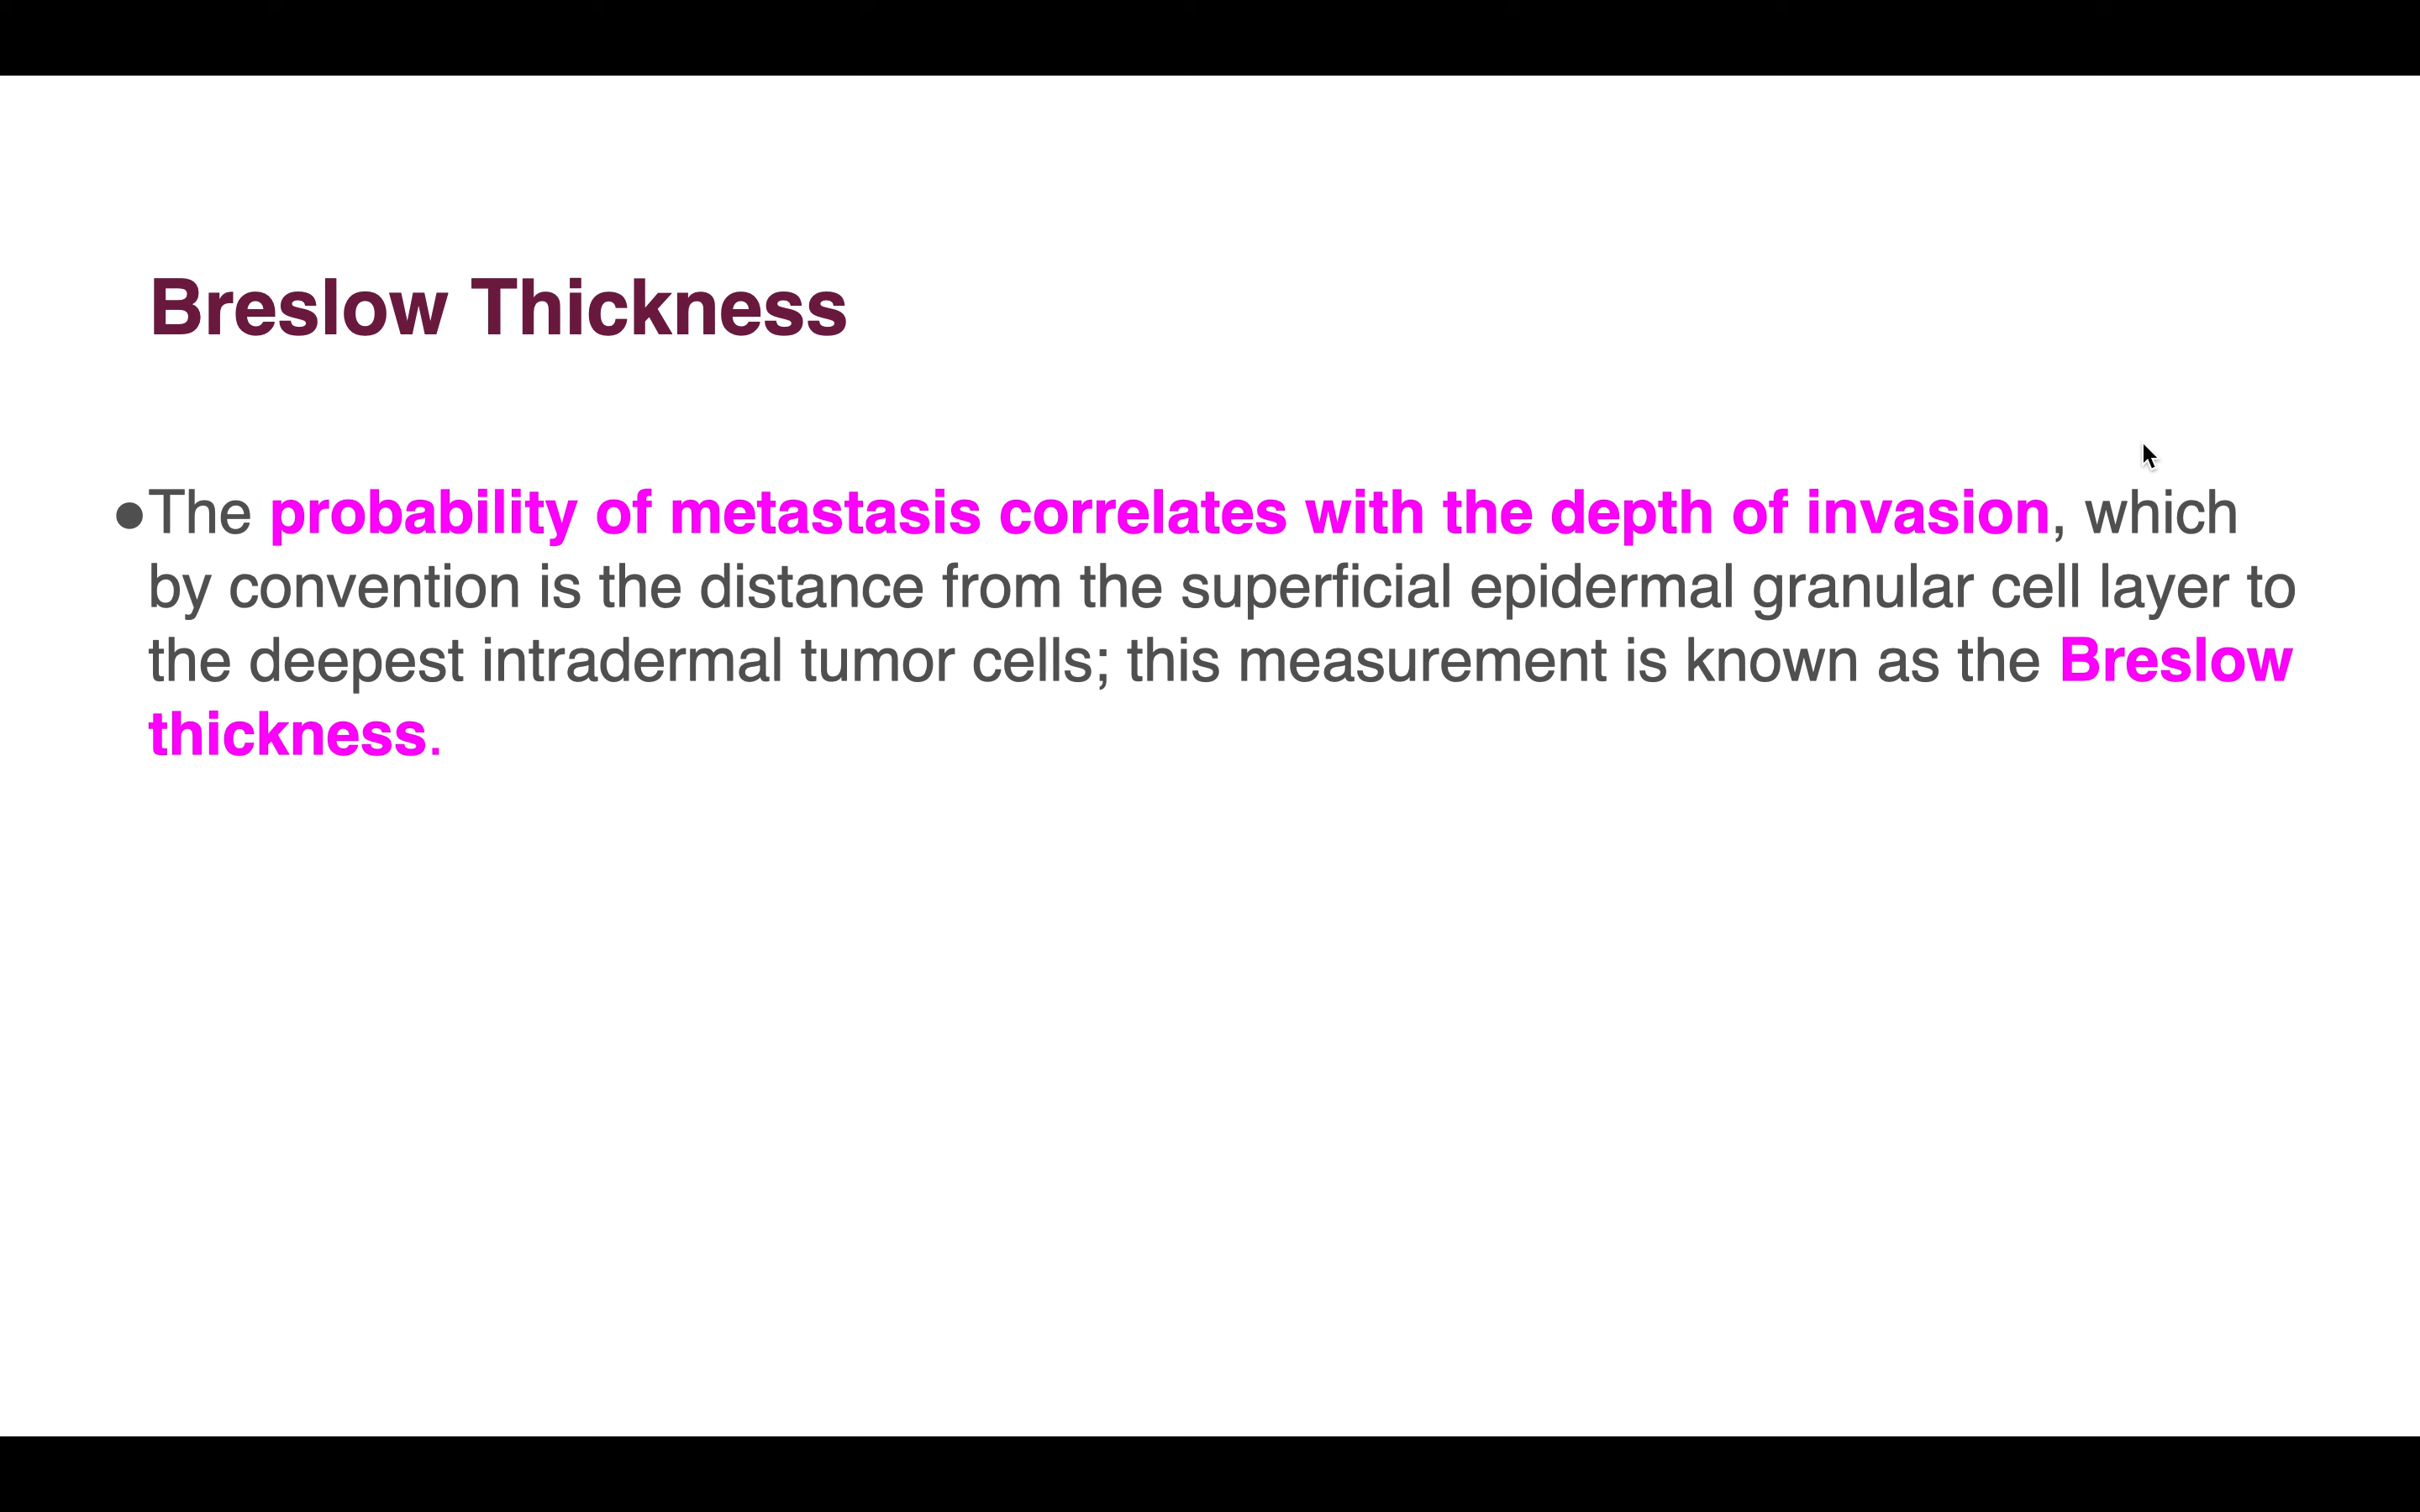 Breslow Thickness
●The probability of metastasis correlates with the depth of invasion, which
by convention is the distance from the superficial epidermal granular cell layer to
the deepest intradermal tumor cells; this measurement is known as the Breslow
thickness.